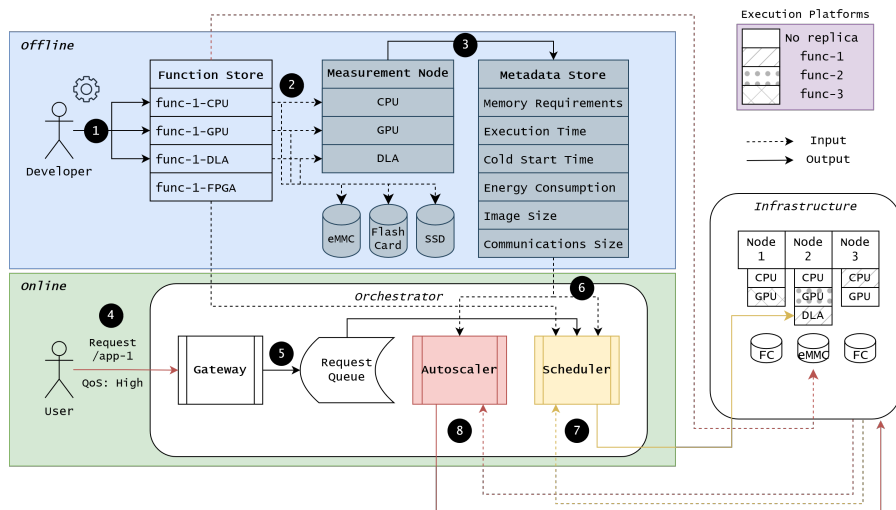 Execution Platforms
No replica
func-1
func-2
func-3
Input
Output
Offline
Developer
1
Function Store
func-1-CPU
func-1-GPU
func-1-DLA
func-1-FPGA
2
Measurement Node
CPU
GPU
DLA
eMMC
Flash
Card
SSD
3
Metadata Store
Memory Requirements
Execution Time
Cold Start Time
Energy Consumption
Image Size
Communications Size
Online
4
Request
/app-1
QoS: High
User
Orchestrator
Gateway
5
Request
Queue
6
Autoscaler
Scheduler
8
7
Infrastructure
Node
1
Node
2
Node
3
CPU
CPU
CPU
GPU
GPU
GPU
DLA
FC
eMMC
FC